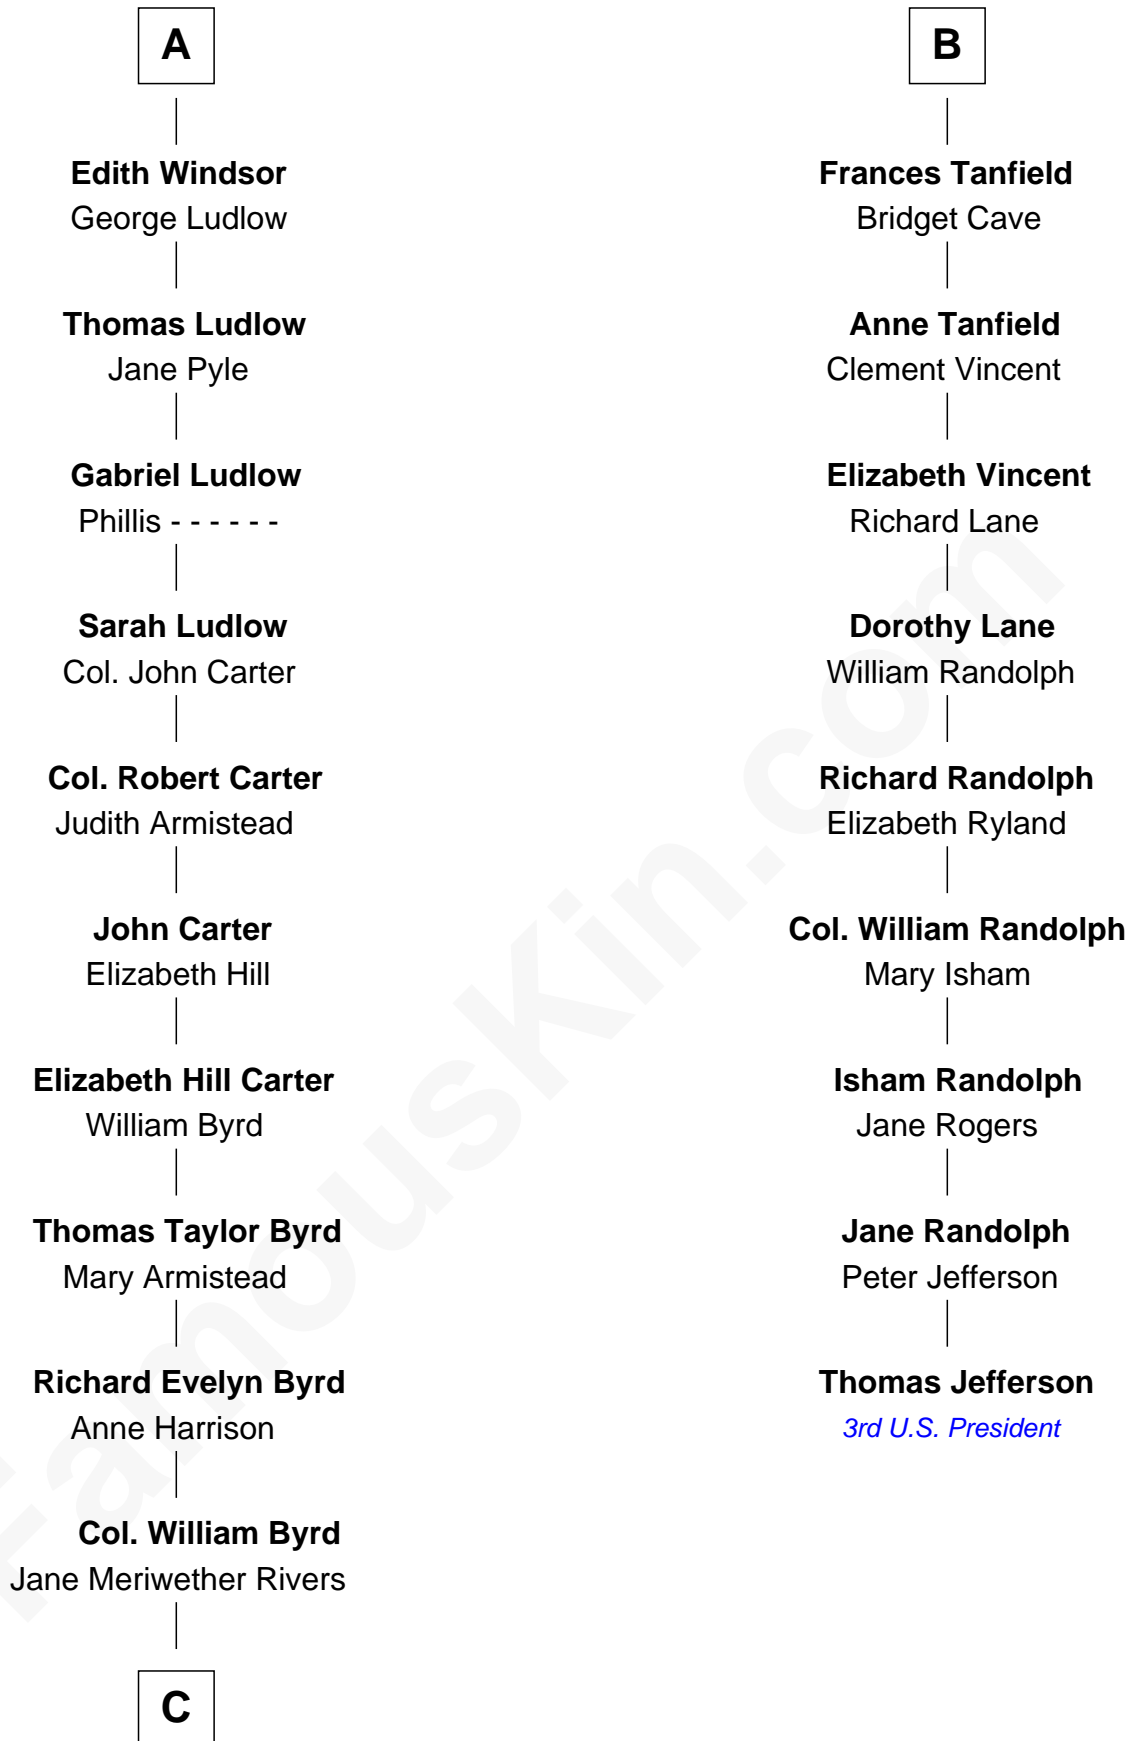 A
Edith Windsor
George Ludlow
Thomas Ludlow
Jane Pyle
Gabriel Ludlow
Phillis - - - - - -
Sarah Ludlow
Col. John Carter
Col. Robert Carter
Judith Armistead
John Carter
Elizabeth Hill
Elizabeth Hill Carter
William Byrd
Thomas Taylor Byrd
Mary Armistead
Richard Evelyn Byrd
Anne Harrison
Col. William Byrd
Jane Meriwether Rivers
C
B
Frances Tanfield
Bridget Cave
Anne Tanfield
Clement Vincent
Elizabeth Vincent
Richard Lane
Dorothy Lane
William Randolph
Richard Randolph
Elizabeth Ryland
Col. William Randolph
Mary Isham
Isham Randolph
Jane Rogers
Jane Randolph
Peter Jefferson
Thomas Jefferson
3rd U.S. President
FamousKin.com